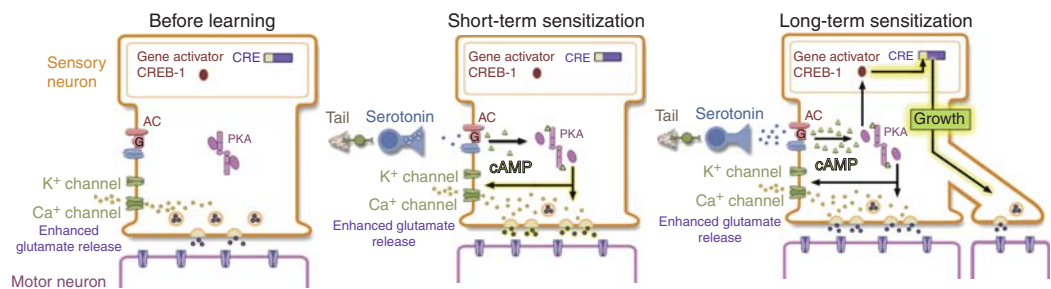 Before learning
Sensory
neuron
Gene activator
CREB-1
CRE
AC
G
PKA
K⁺ channel
Ca⁺ channel
Enhanced
glutamate release
Motor neuron
Short-term sensitization
Gene activator
CREB-1
CRE
Tail
Serotonin
AC
G
PKA
cAMP
K⁺ channel
Ca⁺ channel
Enhanced glutamate
release
Long-term sensitization
Gene activator
CREB-1
CRE
Growth
Tail
Serotonin
AC
G
PKA
cAMP
K⁺ channel
Ca⁺ channel
Enhanced glutamate
release